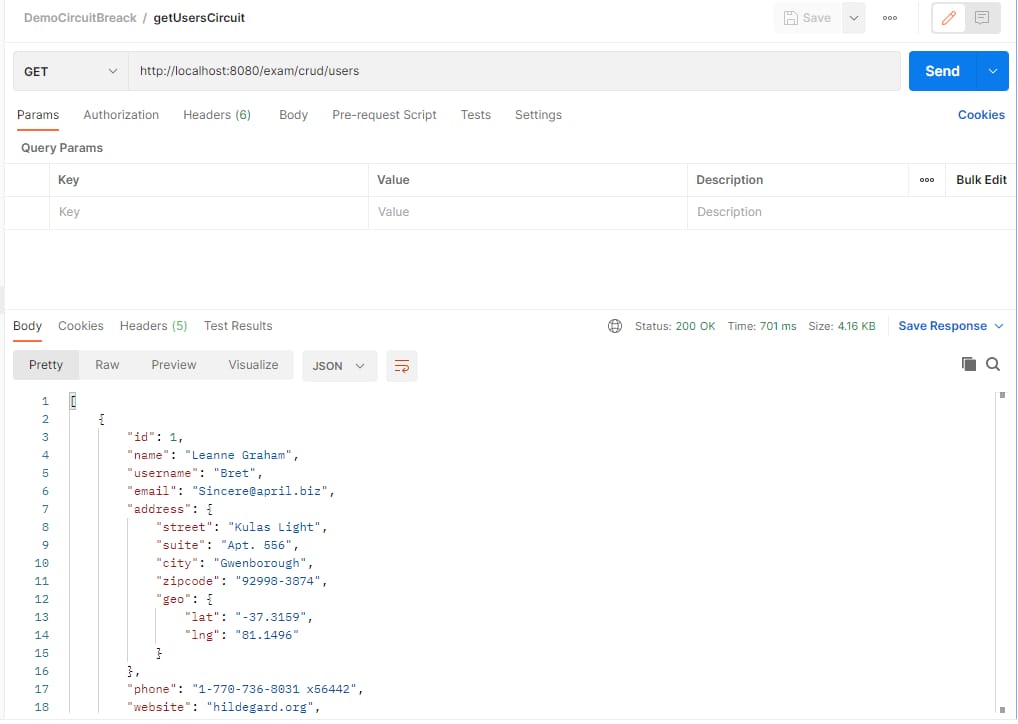 DemoCircuitBreack / getUsersCircuit
Save
GET http://localhost:8080/exam/crud/users Send
Params Authorization Headers (6) Body Pre-request Script Tests Settings Cookies
Query Params
Key Value Description Bulk Edit
Key Value Description
Body Cookies Headers (5) Test Results Status: 200 OK Time: 701 ms Size: 4.16 KB Save Response
Pretty Raw Preview Visualize JSON
1 [
2 {
3 "id": 1,
4 "name": "Leanne Graham",
5 "username": "Bret",
6 "email": "Sincere@april.biz",
7 "address": {
8 "street": "Kulas Light",
9 "suite": "Apt. 556",
10 "city": "Gwenborough",
11 "zipcode": "92998-3874",
12 "geo": {
13 "lat": "-37.3159",
14 "lng": "81.1496"
15 }
16 },
17 "phone": "1-770-736-8031 x56442",
18 "website": "hildegard.org",